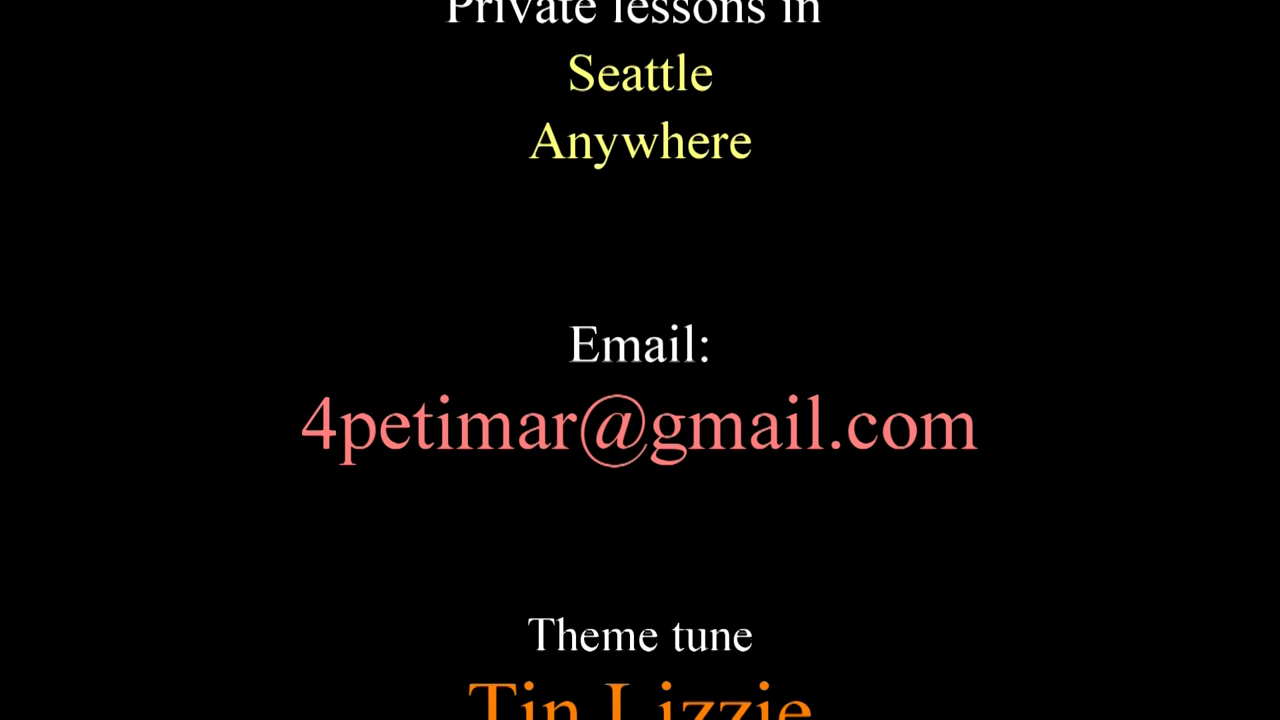 Private lessons in
Seattle
Anywhere
Email:
4petimar@gmail.com
Theme tune
Tin Lizzie